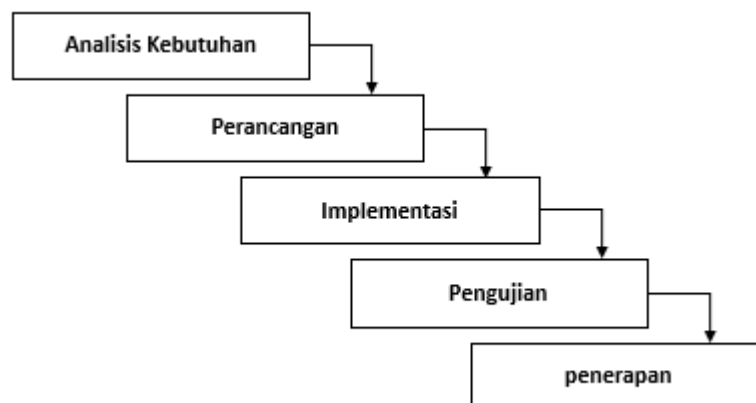 Analisis Kebutuhan
Perancangan
Implementasi
Pengujian
penerapan